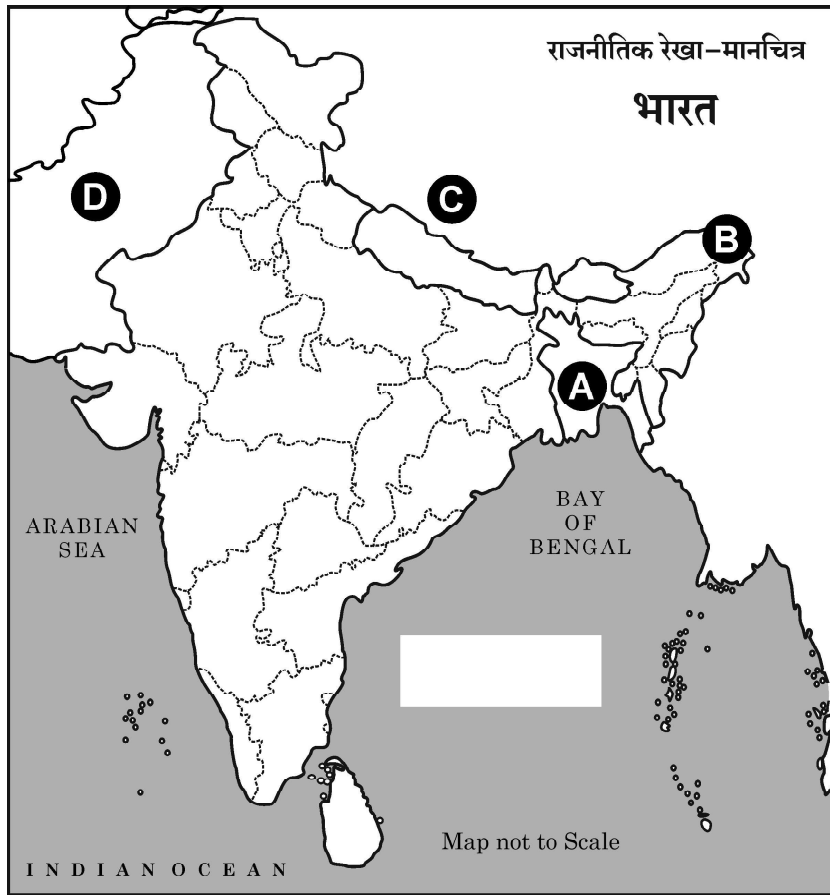 राजनीतिक रेखा-मानचित्र
भारत
D
C
B
A
ARABIAN
SEA
BAY
OF
BENGAL
Map not to Scale
INDIAN OCEAN